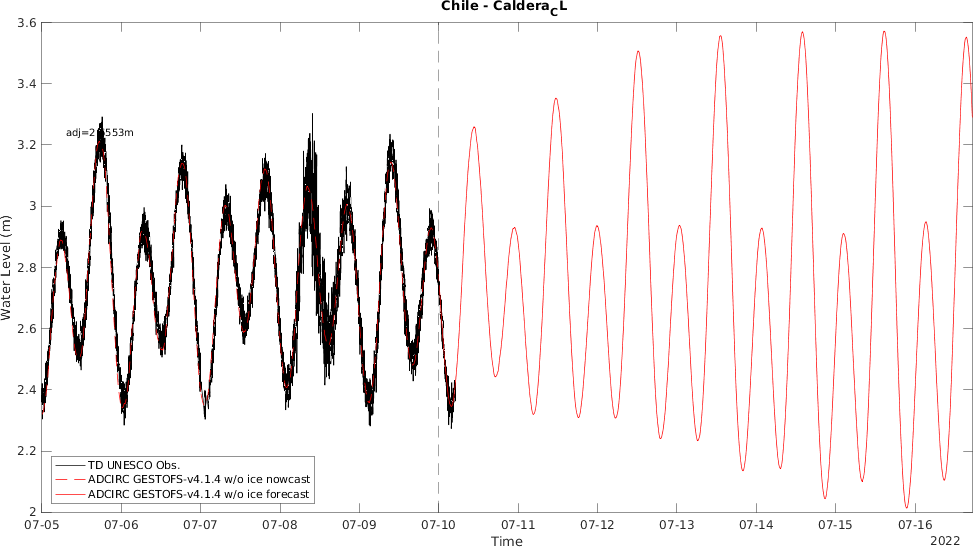 Chile - Caldera_CL
3.6
3.4
3.2
3
2.8
2.6
2.4
2.2
2
Water Level (m)
TD UNESCO Obs.
ADCIRC GESTOFS-v4.1.4 w/o ice nowcast
ADCIRC GESTOFS-v4.1.4 w/o ice forecast
07-05 07-06 07-07 07-08 07-09 07-10 07-11 07-12 07-13 07-14 07-15 07-16
Time
2022